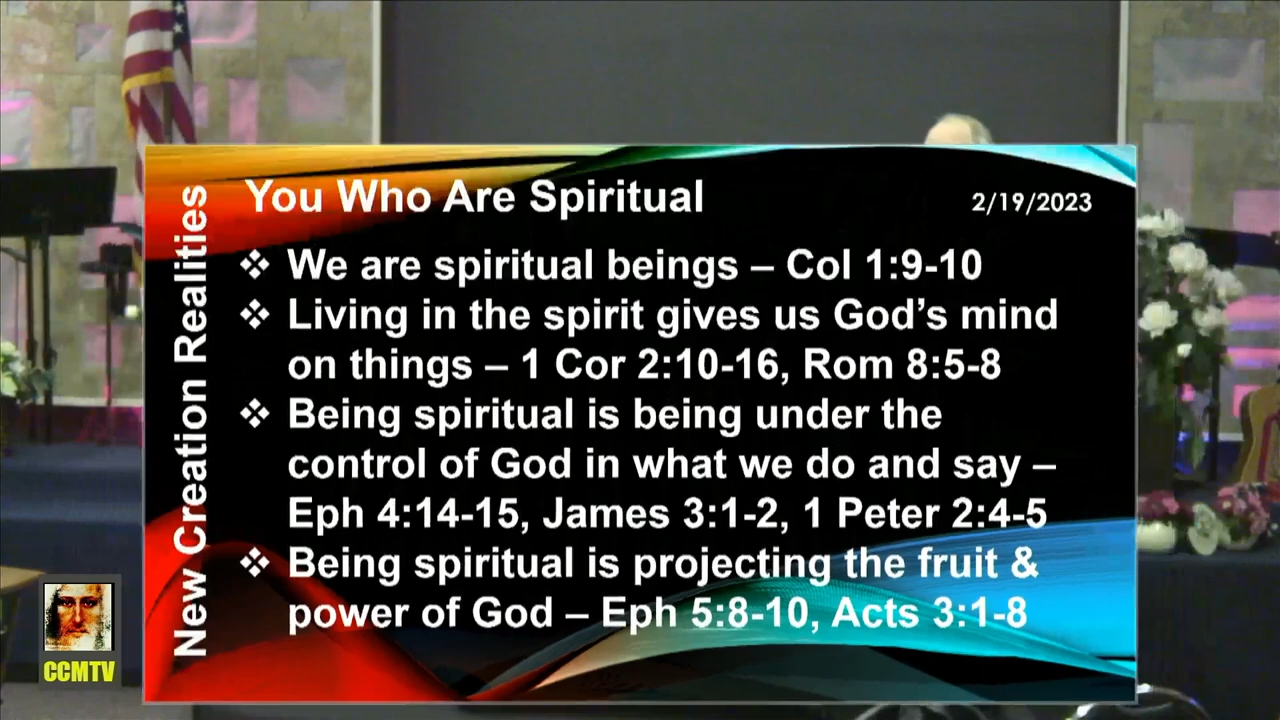 You Who Are Spiritual
2/19/2023
New Creation Realities
❖ We are spiritual beings – Col 1:9-10
❖ Living in the spirit gives us God’s mind
on things – 1 Cor 2:10-16, Rom 8:5-8
❖ Being spiritual is being under the
control of God in what we do and say –
Eph 4:14-15, James 3:1-2, 1 Peter 2:4-5
❖ Being spiritual is projecting the fruit &
power of God – Eph 5:8-10, Acts 3:1-8
CCMTV